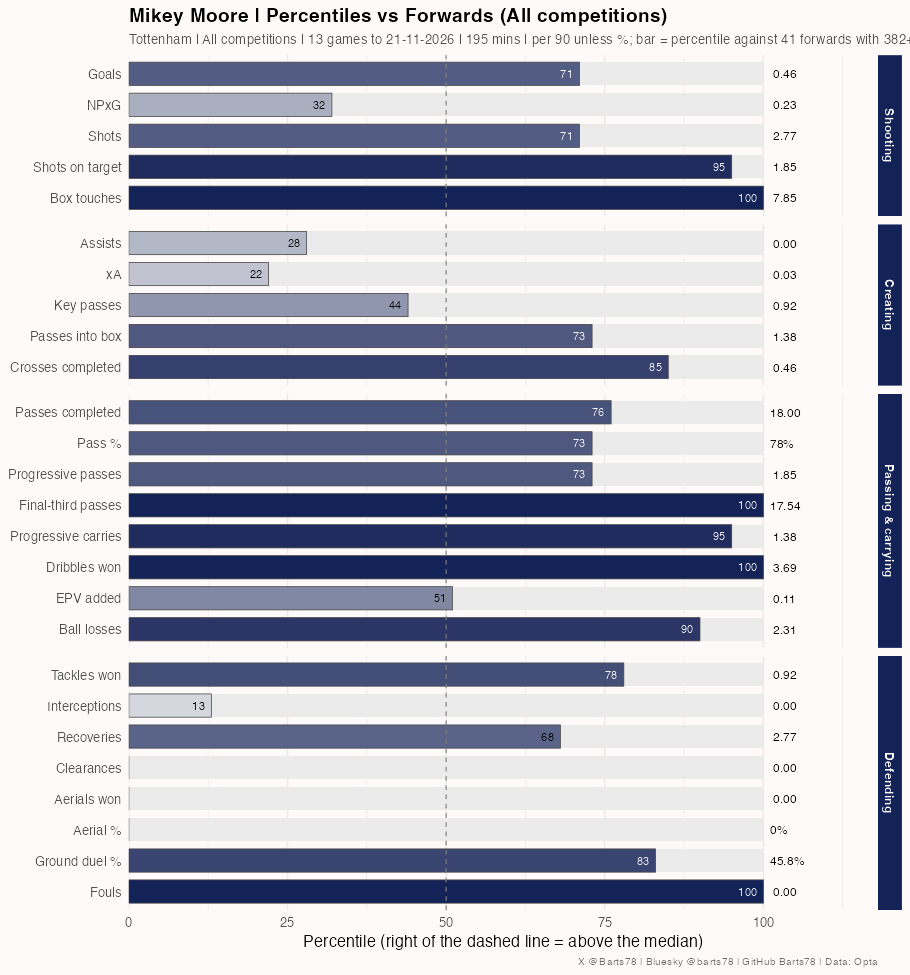 Mikey Moore | Percentiles vs Forwards (All competitions)
Tottenham | All competitions | 13 games to 21-11-2026 | 195 mins | per 90 unless %; bar = percentile against 41 forwards with 382+
Goals 71 0.46
NPxG 32 0.23
Shots 71 2.77
Shots on target 95 1.85
Box touches 100 7.85
Shooting
Assists 28 0.00
xA 22 0.03
Key passes 44 0.92
Passes into box 73 1.38
Crosses completed 85 0.46
Creating
Passes completed 76 18.00
Pass % 73 78%
Progressive passes 73 1.85
Final-third passes 100 17.54
Progressive carries 95 1.38
Dribbles won 100 3.69
EPV added 51 0.11
Ball losses 90 2.31
Passing & carrying
Tackles won 78 0.92
Interceptions 13 0.00
Recoveries 68 2.77
Clearances 0.00
Aerials won 0.00
Aerial % 0%
Ground duel % 83 45.8%
Fouls 100 0.00
Defending
0 25 50 75 100
Percentile (right of the dashed line = above the median)
X @Barts78 | Bluesky @barts78 | GitHub Barts78 | Data: Opta